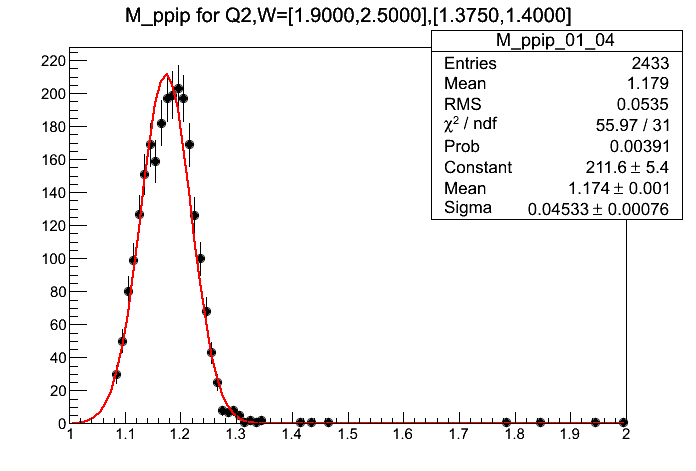 M_ppip for Q2,W=[1.9000,2.5000],[1.3750,1.4000]
M_ppip_01_04
Entries 2433
Mean 1.179
RMS 0.0535
χ² / ndf 55.97 / 31
Prob 0.00391
Constant 211.6 ± 5.4
Mean 1.174 ± 0.001
Sigma 0.04533 ± 0.00076
220
200
180
160
140
120
100
80
60
40
20
0
1 1.1 1.2 1.3 1.4 1.5 1.6 1.7 1.8 1.9 2